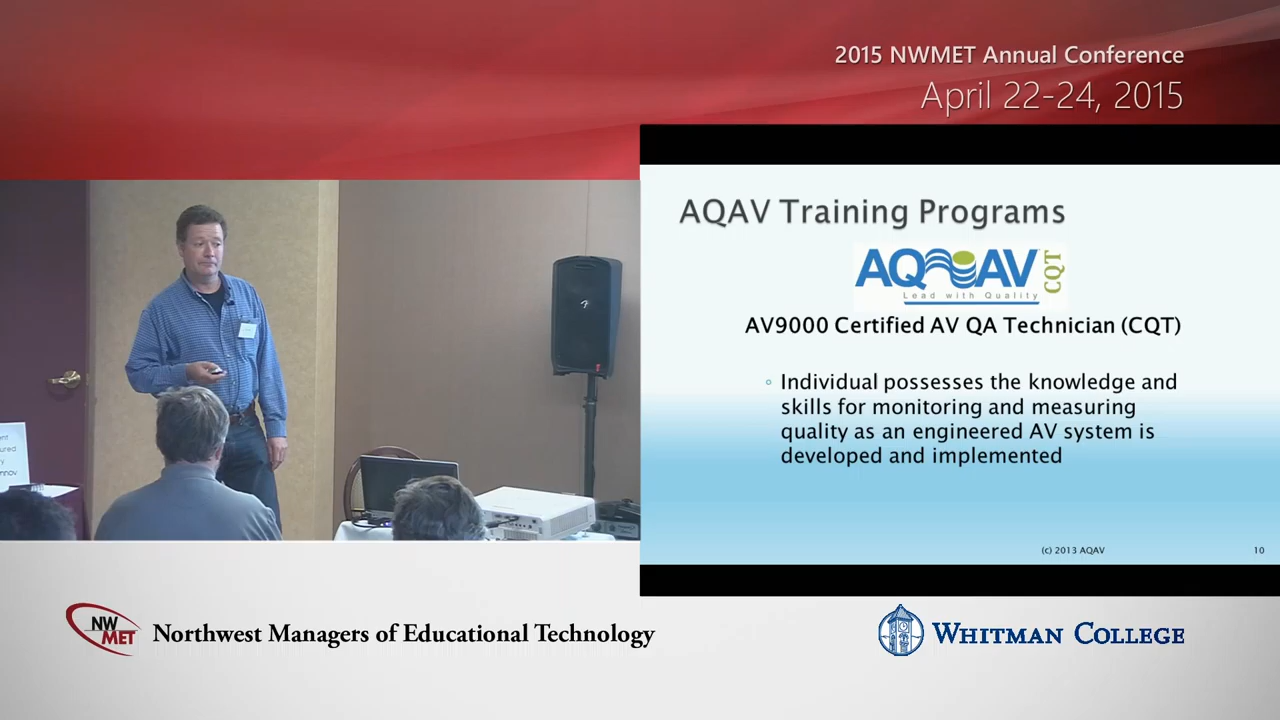 2015 NWMET Annual Conference
April 22-24, 2015
AQAV Training Programs
AQAV CQT
Lead with Quality
AV9000 Certified AV QA Technician (CQT)
◦ Individual possesses the knowledge and
skills for monitoring and measuring
quality as an engineered AV system is
developed and implemented
(c) 2013 AQAV
10
NW
MET
Northwest Managers of Educational Technology
WHITMAN COLLEGE